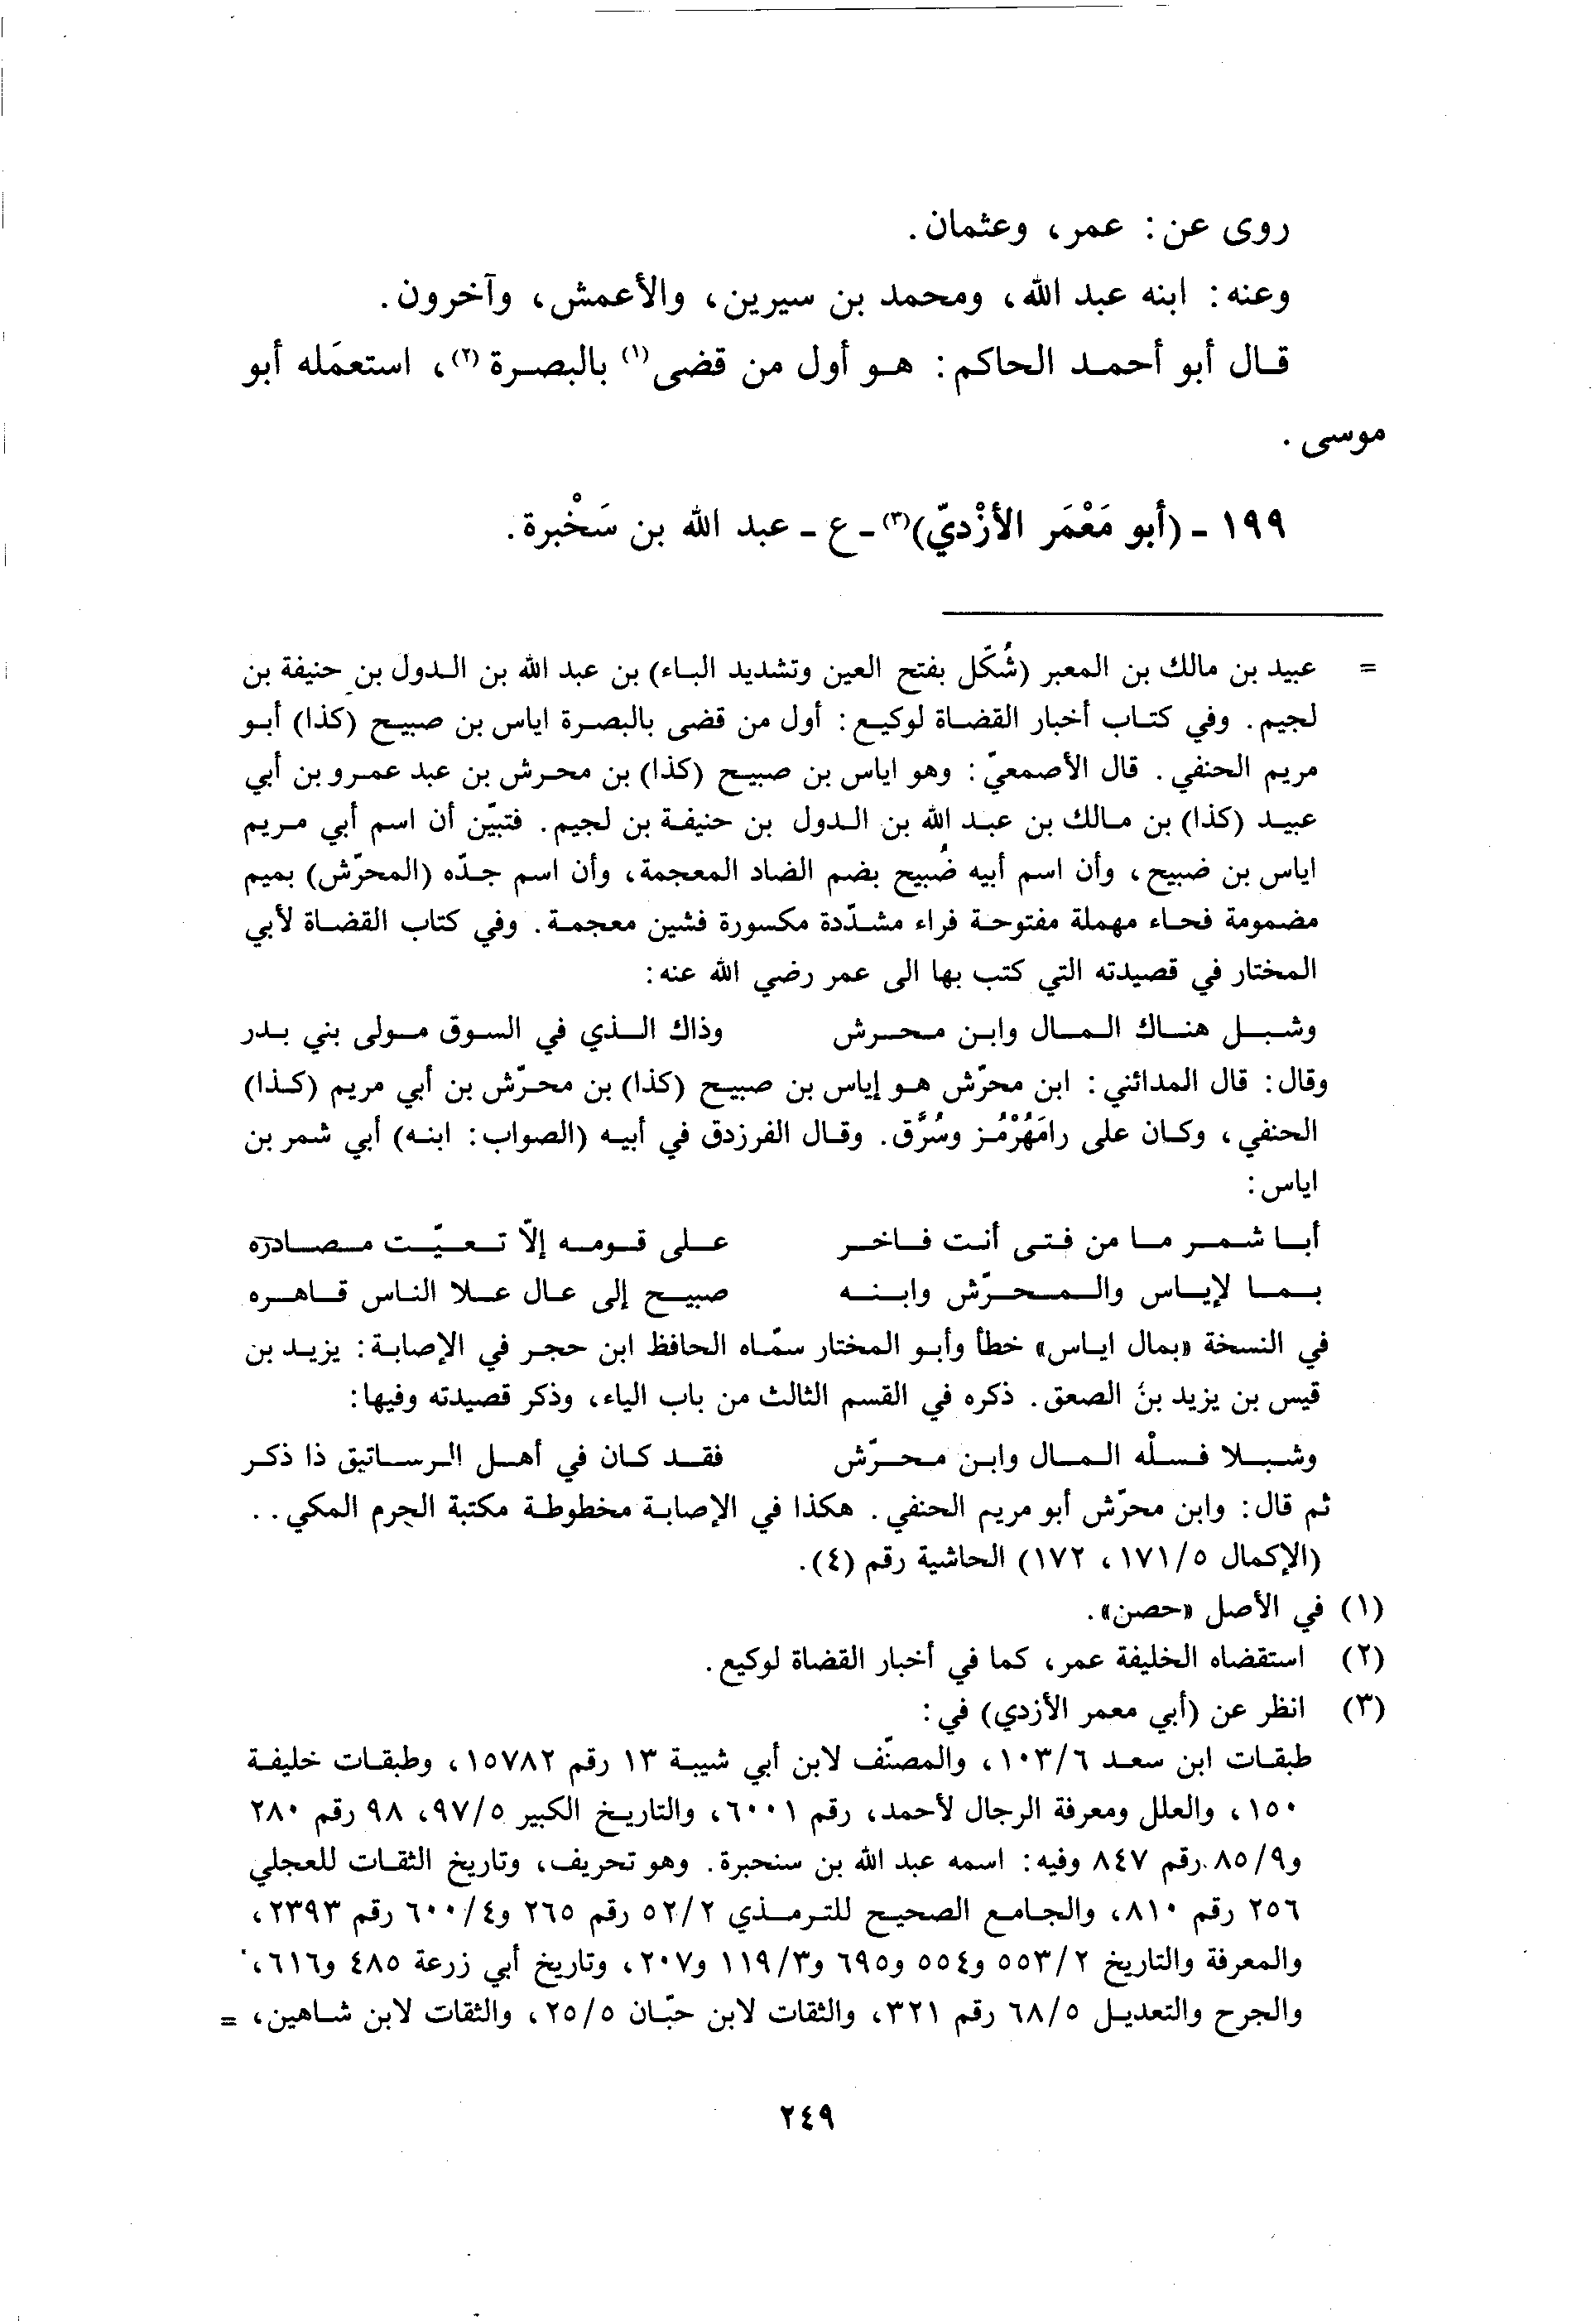 روى عن: عمر، وعثمان.
وعنه: ابنه عبد الله، ومحمد بن سيرين، والأعمش، وآخرون.
قال أبو أحمد الحاكم: هو أول من قضى(١) بالبصرة(٢)، استعمَله أبو
موسى.
١٩٩ - (أبو مَعْمَر الأزْديّ)(٣) - ع - عبد الله بن سَخْبرة.
= عبيد بن مالك بن المعبر (شُكّل بفتح العين وتشديد الباء) بن عبد الله بن الدول بن حنيفة بن
لجيم. وفي كتاب أخبار القضاة لوكيع: أول من قضى بالبصرة اياس بن صبيح (كذا) أبو
مريم الحنفي. قال الأصمعيّ: وهو اياس بن صبيح (كذا) بن محرش بن عبد عمرو بن أبي
عبيد (كذا) بن مالك بن عبد الله بن الدول بن حنيفة بن لجيم. فتبيّن أن اسم أبي مريم
اياس بن ضبيح، وأن اسم أبيه ضُبيح بضم الضاد المعجمة، وأن اسم جدّه (المحرّش) بميم
مضمومة فحاء مهملة مفتوحة فراء مشدّدة مكسورة فشين معجمة. وفي كتاب القضاة لأبي
المختار في قصيدته التي كتب بها الى عمر رضي الله عنه:
وشبل هناك المال وابن محرش وذاك الذي في السوق مولى بني بدر
وقال: قال المدائني: ابن محرّش هو إياس بن صبيح (كذا) بن محرّش بن أبي مريم (كذا)
الحنفي، وكان على رامَهُرْمُز وسُرَّق. وقال الفرزدق في أبيه (الصواب: ابنه) أبي شمر بن
اياس:
أبا شمر ما من فتى أنت فاخر على قومه إلّا تعيّت مصادره
بما لإياس والمحرّش وابنه صبيح إلى عال علا الناس قاهره
في النسخة «بمال اياس» خطأ وأبو المختار سمّاه الحافظ ابن حجر في الإصابة: يزيد بن
قيس بن يزيد بن الصعق. ذكره في القسم الثالث من باب الياء، وذكر قصيدته وفيها:
وشبلا فسلْه المال وابن محرّش فقد كان في أهل الرساتيق ذا ذكر
ثم قال: وابن محرّش أبو مريم الحنفي. هكذا في الإصابة مخطوطة مكتبة الحرم المكي..
(الإكمال ١٧١/٥، ١٧٢) الحاشية رقم (٤).
(١) في الأصل «حصن».
(٢) استقضاه الخليفة عمر، كما في أخبار القضاة لوكيع.
(٣) انظر عن (أبي معمر الأزدي) في:
طبقات ابن سعد ١٠٣/٦، والمصنّف لابن أبي شيبة ١٣ رقم ١٥٧٨٢، وطبقات خليفة
١٥٠، والعلل ومعرفة الرجال لأحمد، رقم ٦٠٠١، والتاريخ الكبير ٩٧/٥، ٩٨ رقم ٢٨٠
و٨٥/٩ رقم ٨٤٧ وفيه: اسمه عبد الله بن سنحبرة. وهو تحريف، وتاريخ الثقات للعجلي
٢٥٦ رقم ٨١٠، والجامع الصحيح للترمذي ٥٢/٢ رقم ٢٦٥ و٦٠٠/٤ رقم ٢٣٩٣،
والمعرفة والتاريخ ٥٥٣/٢ و٥٥٤ و٦٩٥ و١١٩/٣ و٢٠٧، وتاريخ أبي زرعة ٤٨٥ و٦١٦،
والجرح والتعديل ٦٨/٥ رقم ٣٢١، والثقات لابن حبّان ٢٥/٥، والثقات لابن شاهين، =
٢٤٩